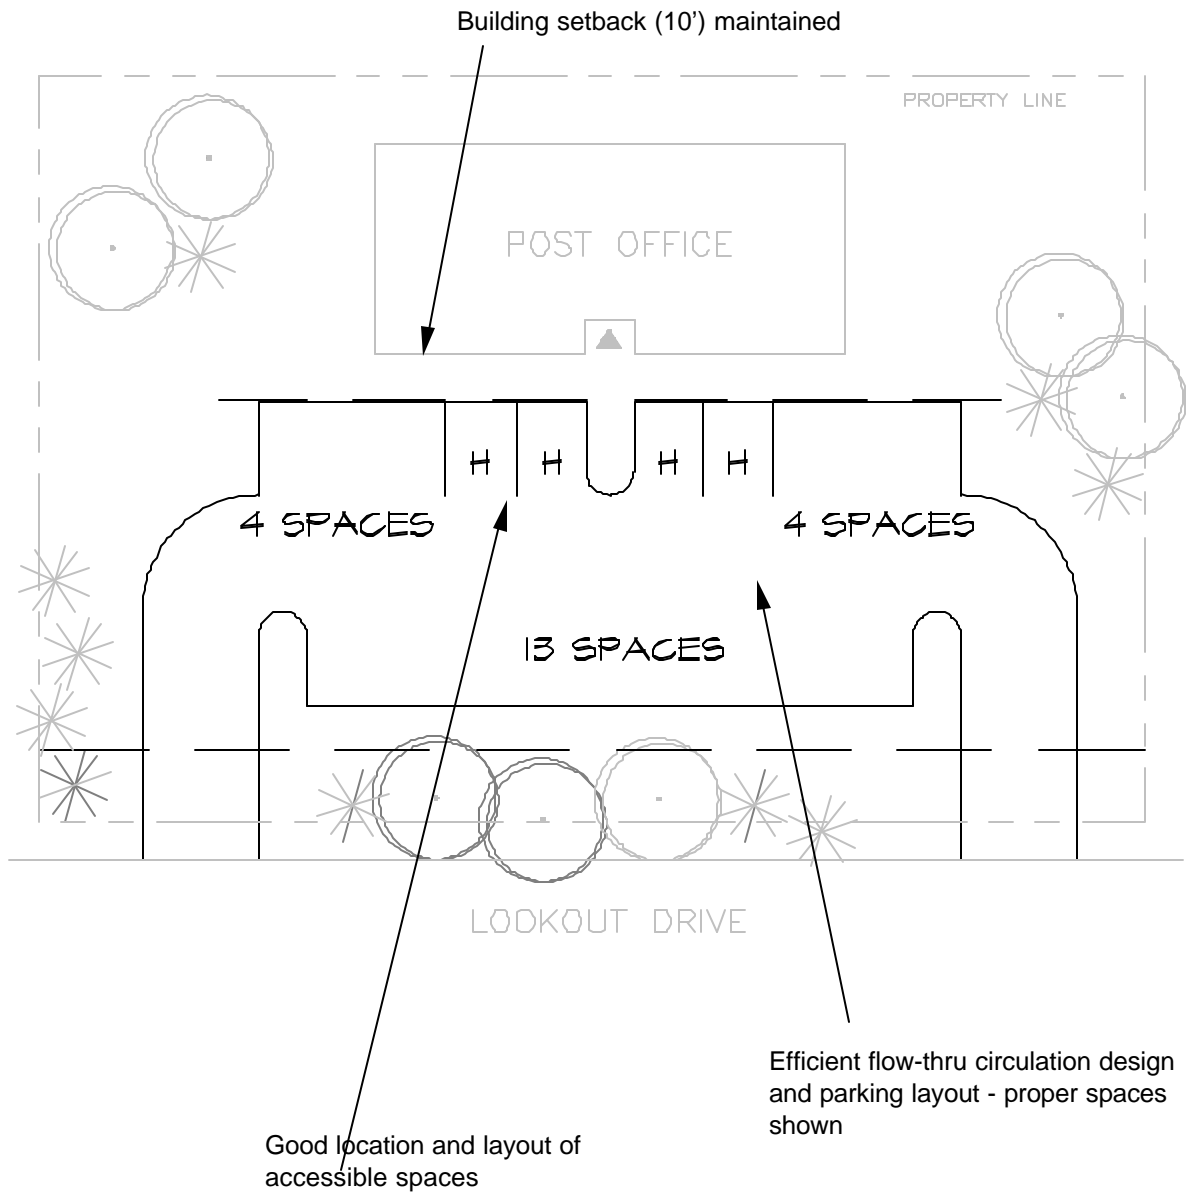 Building setback (10’) maintained
PROPERTY LINE
POST OFFICE
H H H H
4 SPACES 4 SPACES
13 SPACES
LOOKOUT DRIVE
Efficient flow-thru circulation design
and parking layout - proper spaces
shown
Good location and layout of
accessible spaces